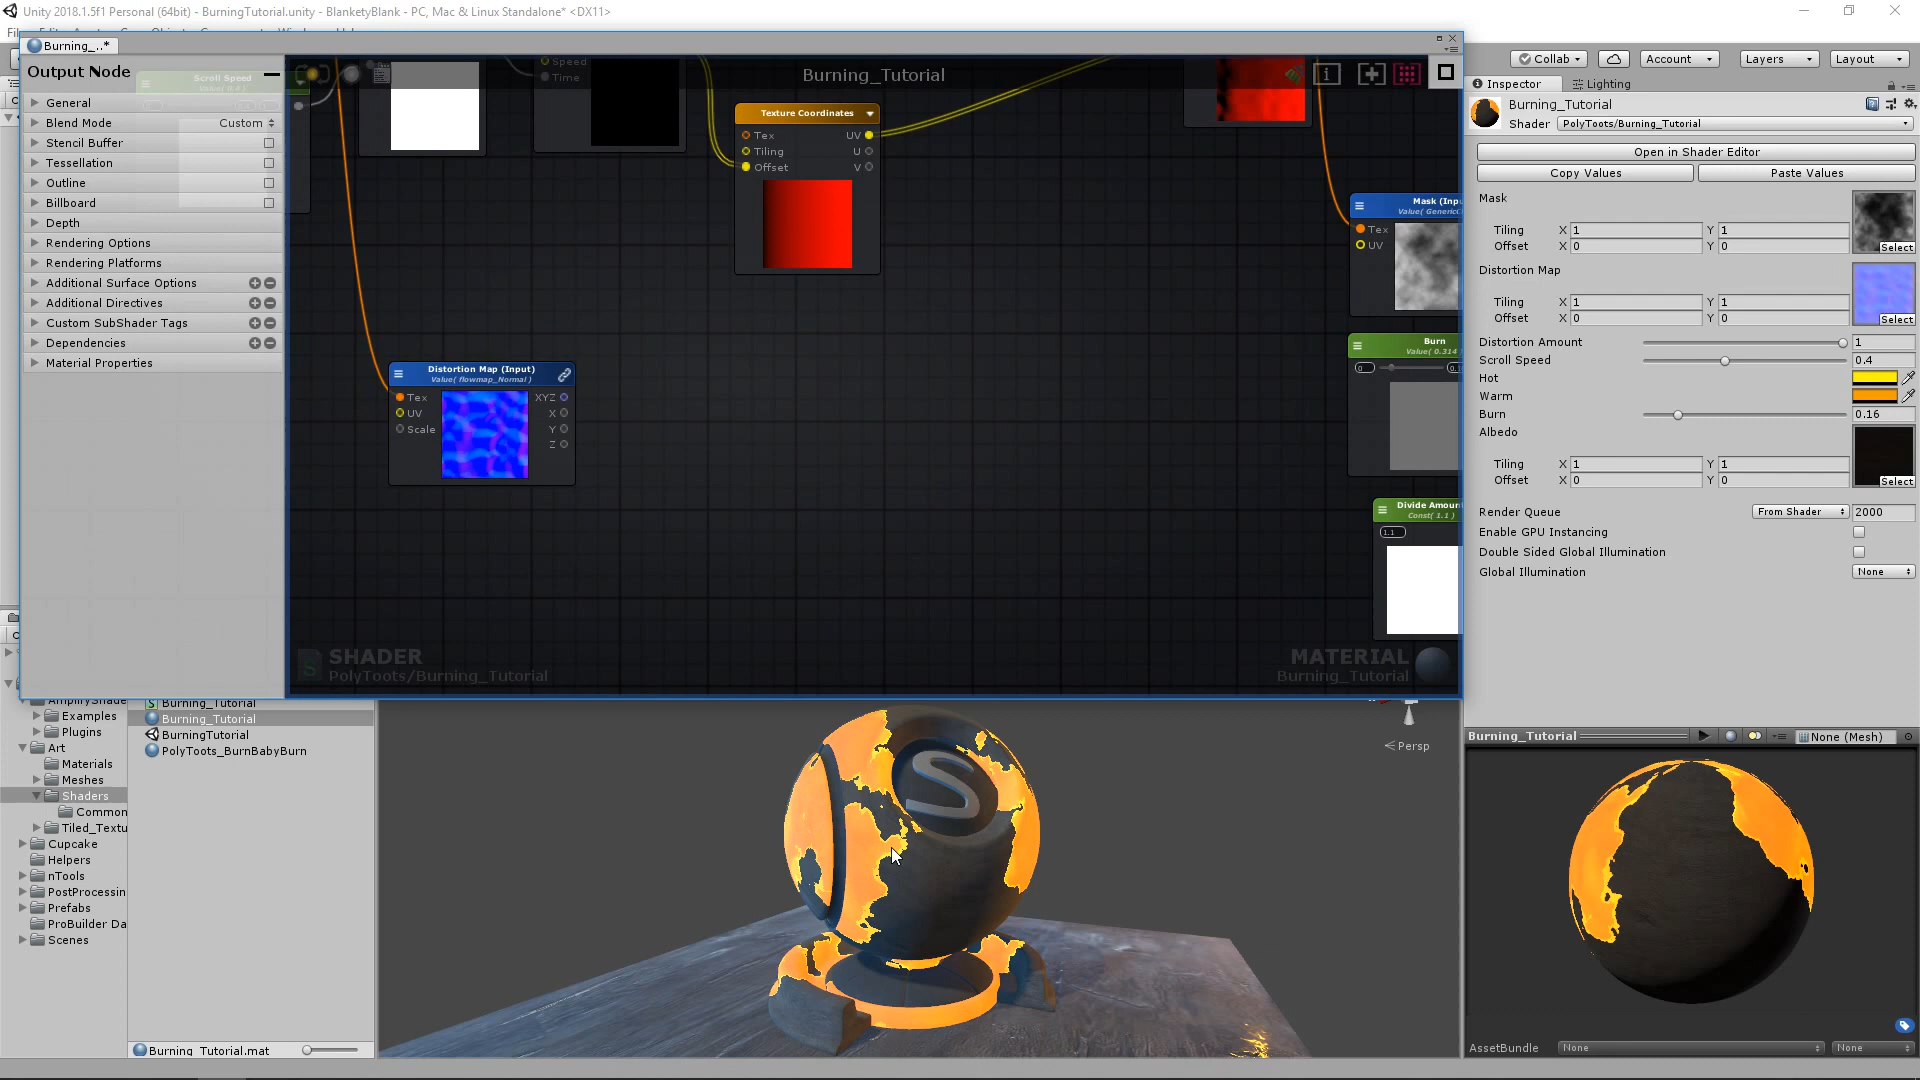 Unity 2018.1.5f1 Personal (64bit) - BurningTutorial.unity - BlanketyBlank - PC, Mac & Linux Standalone* <DX11>
Collab
Account
Layers
Layout
Burning_..*
Output Node
Scroll Speed
General
Blend Mode
Custom
Stencil Buffer
Tessellation
Outline
Billboard
Depth
Rendering Options
Rendering Platforms
Additional Surface Options
Additional Directives
Custom SubShader Tags
Dependencies
Material Properties
Burning_Tutorial
Speed
Time
Texture Coordinates
Tex
UV
Tiling
U
Offset
V
Distortion Map (Input)
Value( flowmap_Normal )
Tex
XYZ
UV
X
Scale
Y
Z
Mask (Inpu
Tex
UV
Burn
Value( 0.314
0
Divide Amoun
Const( 1.1 )
1.1
SHADER
PolyToots/Burning_Tutorial
MATERIAL
Burning_Tutorial
Inspector
Lighting
Burning_Tutorial
Shader
PolyToots/Burning_Tutorial
Open in Shader Editor
Copy Values
Paste Values
Mask
Tiling X 1 Y 1
Offset X 0 Y 0
Select
Distortion Map
Tiling X 1 Y 1
Offset X 0 Y 0
Select
Distortion Amount 1
Scroll Speed 0.4
Hot
Warm
Burn 0.16
Albedo
Tiling X 1 Y 1
Offset X 0 Y 0
Select
Render Queue From Shader 2000
Enable GPU Instancing
Double Sided Global Illumination
Global Illumination None
AmplifyShade
Examples
Plugins
Art
Materials
Meshes
Shaders
Common
Tiled_Textu
Cupcake
Helpers
nTools
PostProcessin
Prefabs
ProBuilder Da
Scenes
Burning_Tutorial
Burning_Tutorial
BurningTutorial
PolyToots_BurnBabyBurn
Burning_Tutorial.mat
Persp
S
Burning_Tutorial
None (Mesh)
AssetBundle None None